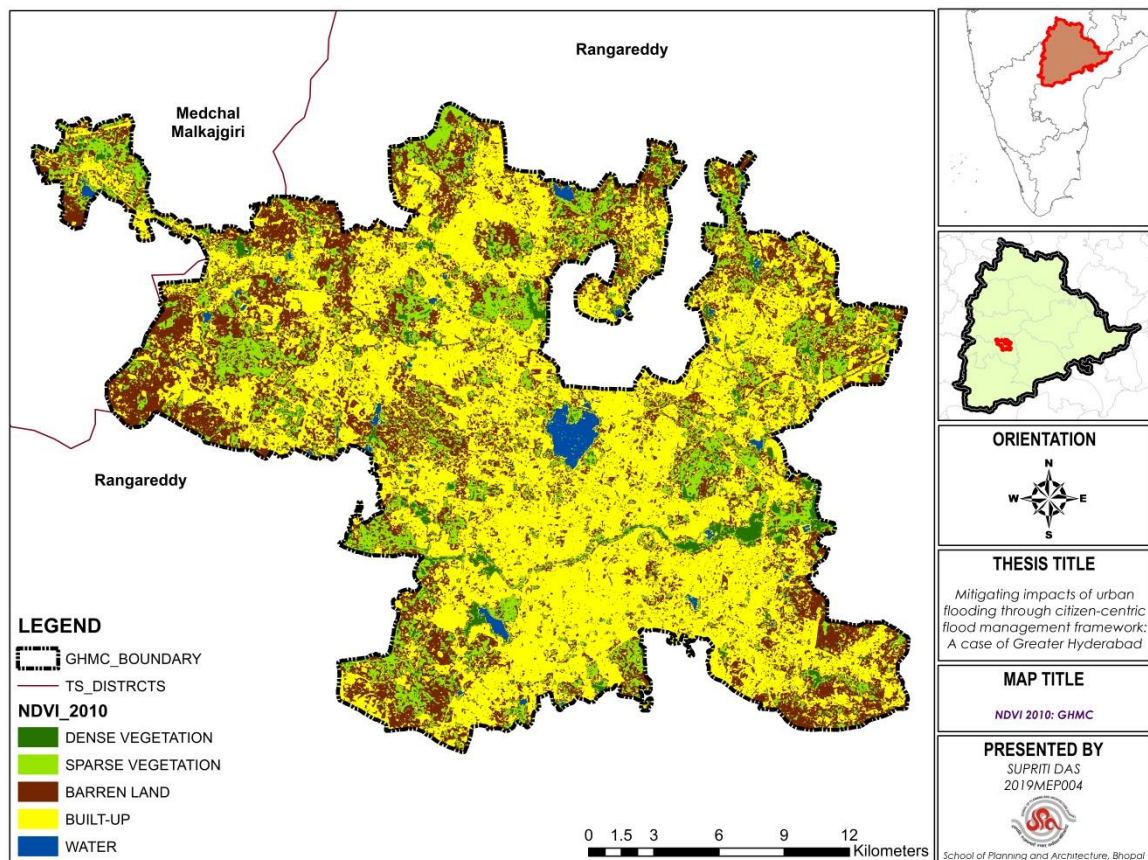 Rangareddy
Medchal
Malkajgiri
Rangareddy
LEGEND
GHMC_BOUNDARY
TS_DISTRCTS
NDVI_2010
DENSE VEGETATION
SPARSE VEGETATION
BARREN LAND
BUILT-UP
WATER
0 1.5 3 6 9 12
Kilometers
ORIENTATION
N
W E
S
THESIS TITLE
Mitigating impacts of urban
flooding through citizen-centric
flood management framework:
A case of Greater Hyderabad
MAP TITLE
NDVI 2010: GHMC
PRESENTED BY
SUPRITI DAS
2019MEP004
School of Planning and Architecture, Bhopal